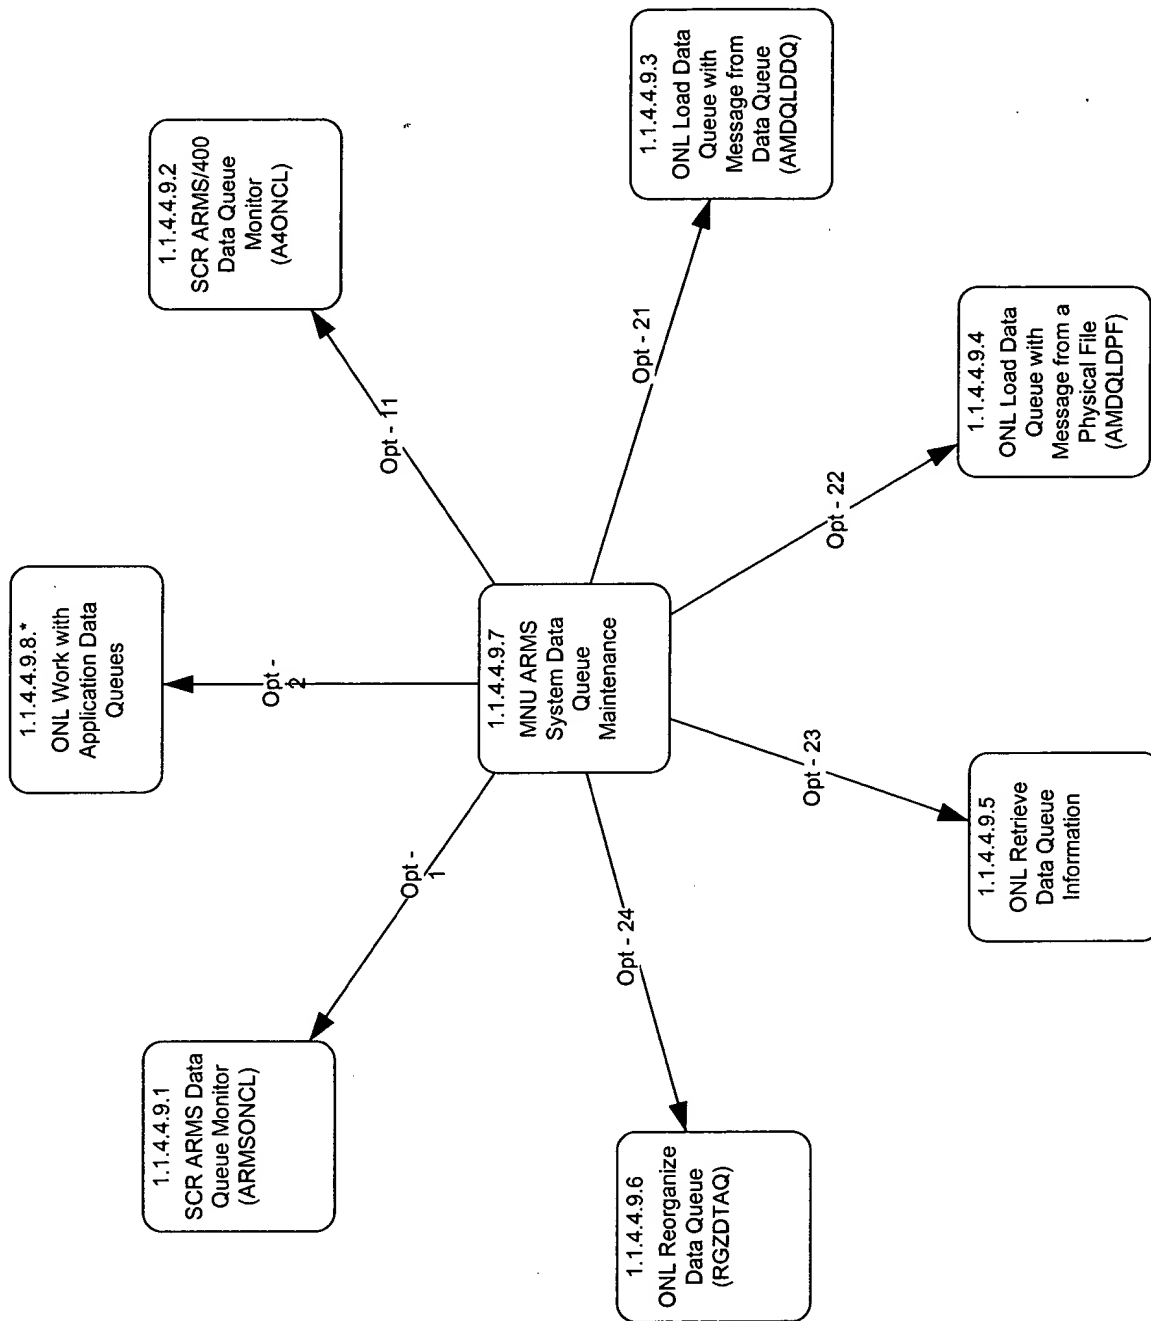 1.1.4.4.9.1
SCR ARMS Data
Queue Monitor
(ARMSONCL)
1.1.4.4.9.8.*
ONL Work with
Application Data
Queues
1.1.4.4.9.2
SCR ARMS/400
Data Queue
Monitor
(A4ONCL)
Opt -
1
Opt -
2
Opt - 11
1.1.4.4.9.7
MNU ARMS
System Data
Queue
Maintenance
Opt - 24
Opt - 23
Opt - 22
Opt - 21
1.1.4.4.9.6
ONL Reorganize
Data Queue
(RGZDTAQ)
1.1.4.4.9.5
ONL Retrieve
Data Queue
Information
1.1.4.4.9.4
ONL Load Data
Queue with
Message from a
Physical File
(AMDQLDPF)
1.1.4.4.9.3
ONL Load Data
Queue with
Message from
Data Queue
(AMDQLDDQ)